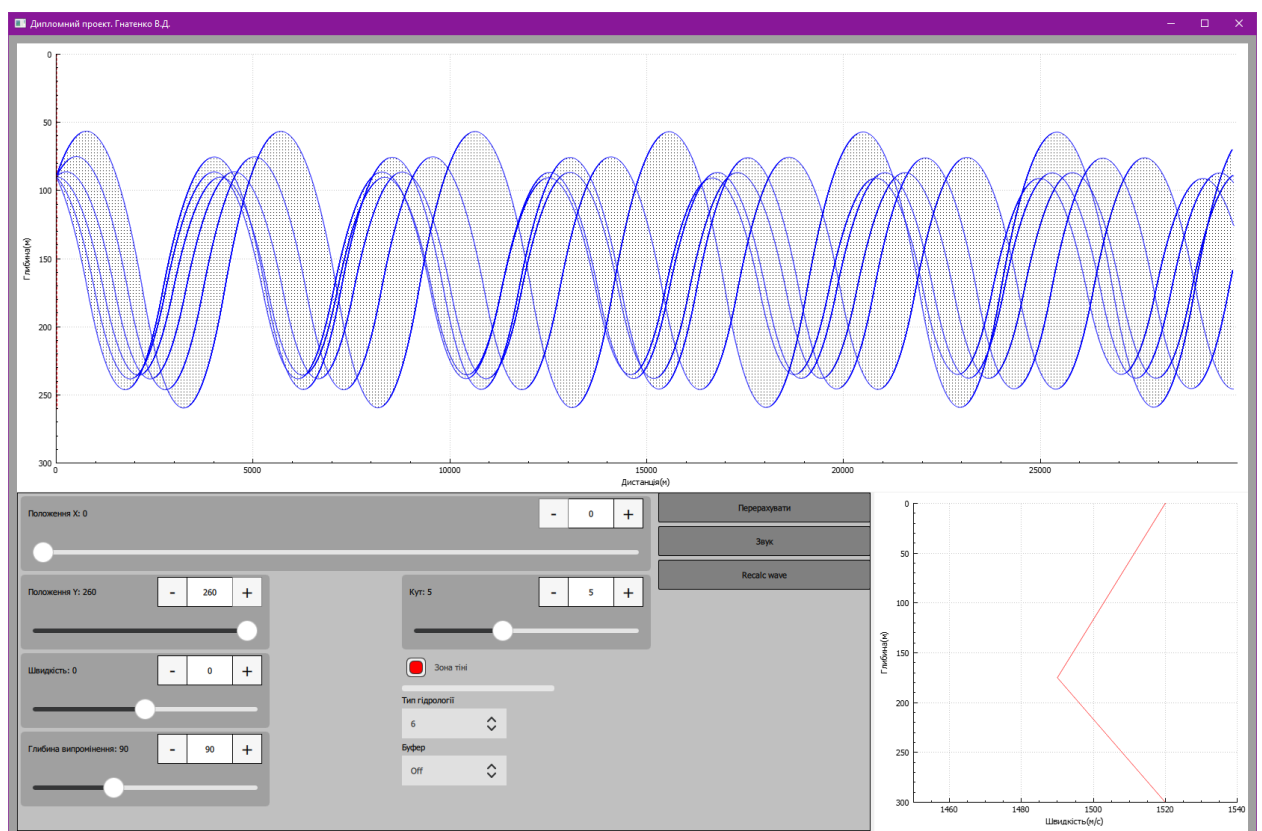 Дипломний проект. Гнатенко В.Д.
0
50
100
150
200
250
300
Глибина(м)
0
5000
10000
15000
20000
25000
Дистанція(м)
Положення X: 0
- 0 +
Положення Y: 260
- 260 +
Кут: 5
- 5 +
Швидкість: 0
- 0 +
Зона тіні
Тип гідрології
6
Глибина випромінення: 90
- 90 +
Буфер
Off
Перерахувати
Звук
Recalc wave
0
50
100
150
200
250
300
Глибина(м)
1460
1480
1500
1520
1540
Швидкість(м/с)